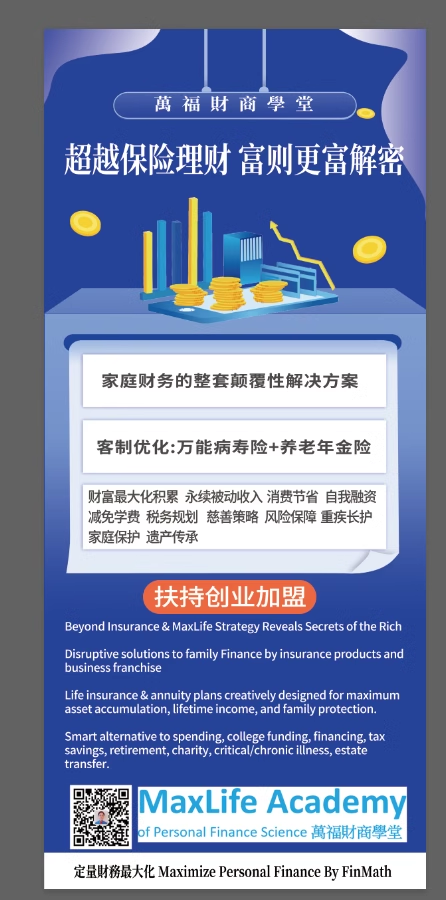 萬福財商學堂
超越保险理财 富则更富解密
家庭财务的整套颠覆性解决方案
客制优化:万能病寿险+养老年金险
财富最大化积累 永续被动收入 消费节省 自我融资
减免学费 税务规划 慈善策略 风险保障 重疾长护
家庭保护 遗产传承
扶持创业加盟
Beyond Insurance & MaxLife Strategy Reveals Secrets of the Rich
Disruptive solutions to family Finance by insurance products and
business franchise
Life insurance & annuity plans creatively designed for maximum
asset accumulation, lifetime income, and family protection.
Smart alternative to spending, college funding, financing, tax
savings, retirement, charity, critical/chronic illness, estate
transfer.
MaxLife Academy
of Personal Finance Science 萬福財商學堂
定量財務最大化 Maximize Personal Finance By FinMath